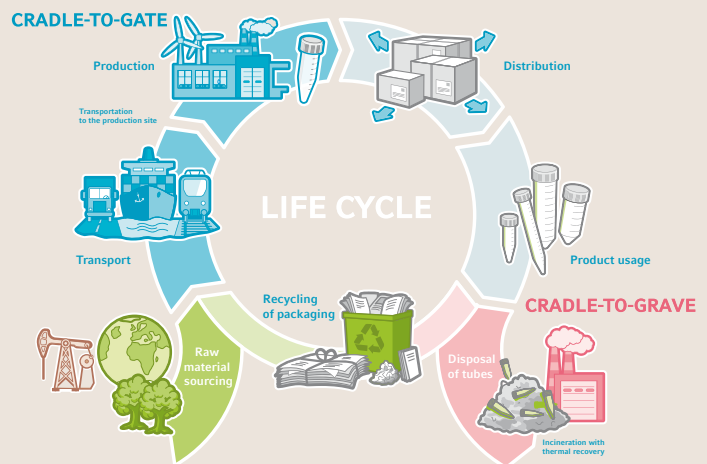 CRADLE-TO-GATE
Production
Transportation
to the production site
Distribution
LIFE CYCLE
Transport
Product usage
CRADLE-TO-GRAVE
Recycling
of packaging
Raw
material
sourcing
Disposal
of tubes
Incineration with
thermal recovery